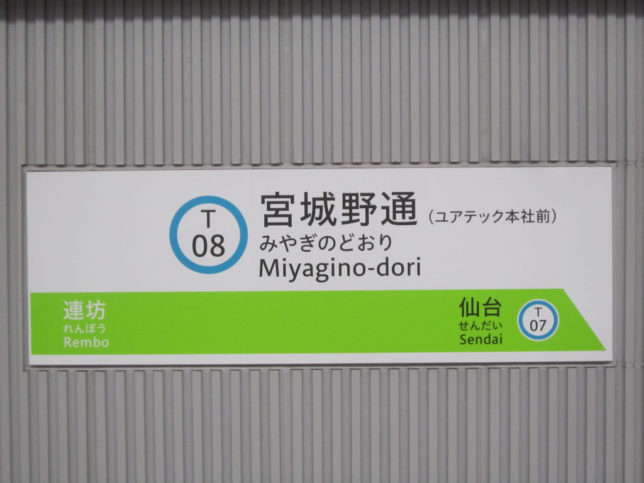 T
08
宮城野通（ユアテック本社前）
みやぎのどおり
Miyagino-dori
連坊
れんぼう
Rembo
仙台
せんだい
Sendai
T
07